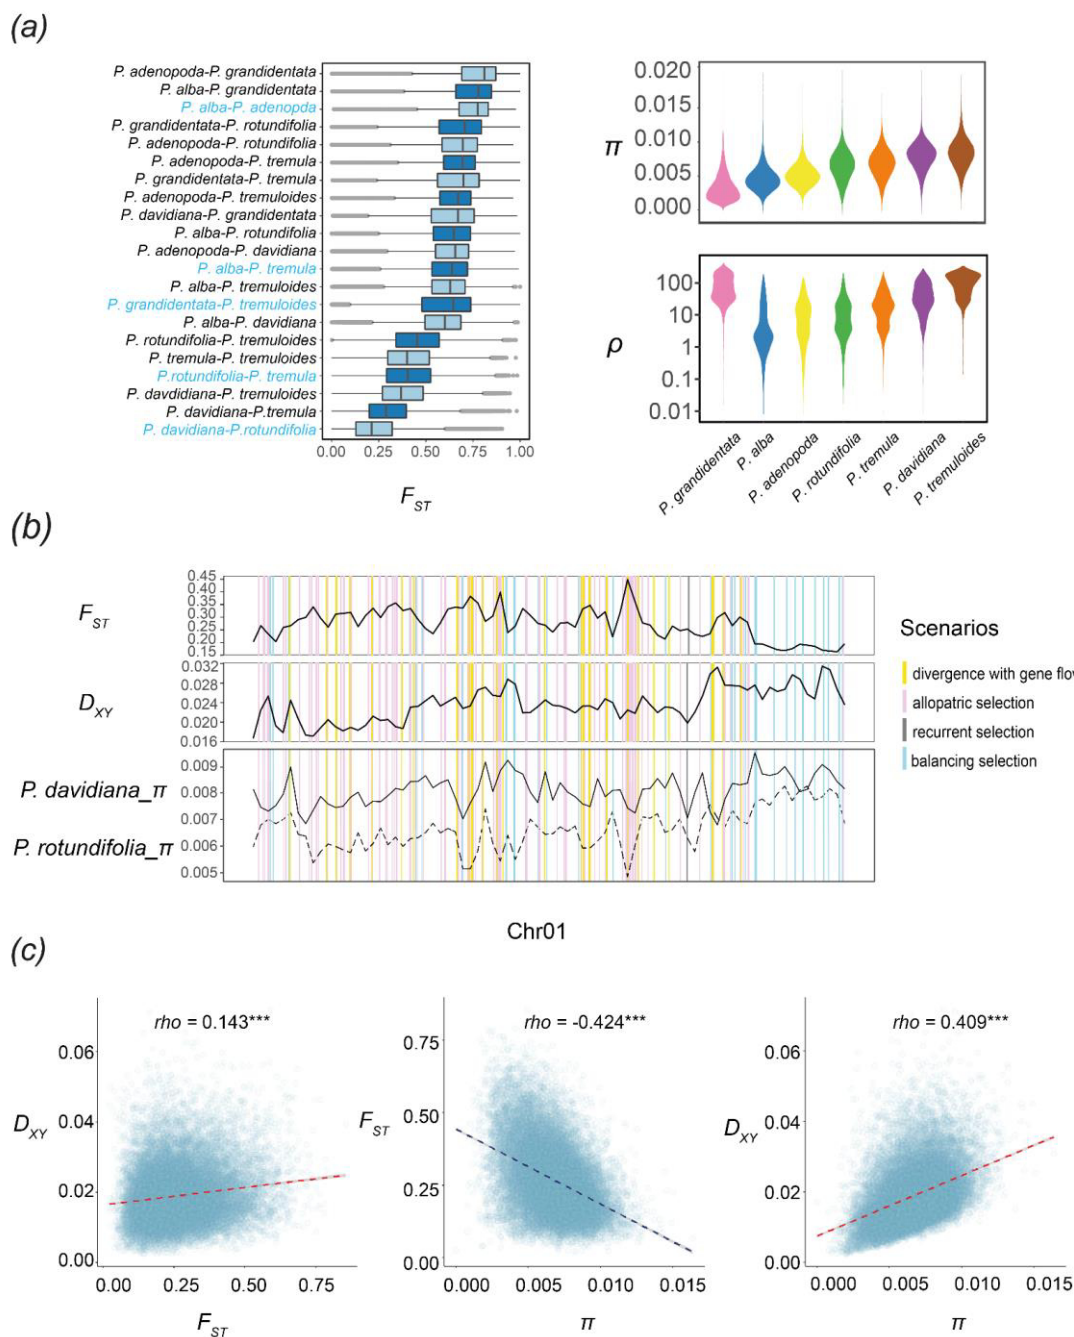 (a)
P. adenopoda-P. grandidentata
P. alba-P. grandidentata
P. alba-P. adenopda
P. grandidentata-P. rotundifolia
P. adenopoda-P. rotundifolia
P. adenopoda-P. tremula
P. grandidentata-P. tremula
P. adenopoda-P. tremuloides
P. davidiana-P. grandidentata
P. alba-P. rotundifolia
P. adenopoda-P. davidiana
P. alba-P. tremula
P. alba-P. tremuloides
P. grandidentata-P. tremuloides
P. alba-P. davidiana
P. rotundifolia-P. tremuloides
P. tremula-P. tremuloides
P.rotundifolia-P. tremula
P. davdidiana-P. tremuloides
P. davidiana-P.tremula
P. davidiana-P.rotundifolia
0.00 0.25 0.50 0.75 1.00
FST
π
0.020
0.015
0.010
0.005
0.000
ρ
100
10
1
0.1
0.01
P. grandidentata
P. alba
P. adenopoda
P. rotundifolia
P. tremula
P. davidiana
P. tremuloides
(b)
FST
0.45
0.40
0.35
0.30
0.25
0.20
0.15
DXY
0.032
0.028
0.024
0.020
0.016
P. davidiana_π
P. rotundifolia_π
0.009
0.008
0.007
0.006
0.005
Chr01
Scenarios
divergence with gene flow
allopatric selection
recurrent selection
balancing selection
(c)
rho = 0.143***
DXY
0.06
0.04
0.02
0.00
0.00 0.25 0.50 0.75
FST
rho = -0.424***
FST
0.75
0.50
0.25
0.00
0.000 0.005 0.010 0.015
π
rho = 0.409***
DXY
0.06
0.04
0.02
0.00
0.000 0.005 0.010 0.015
π